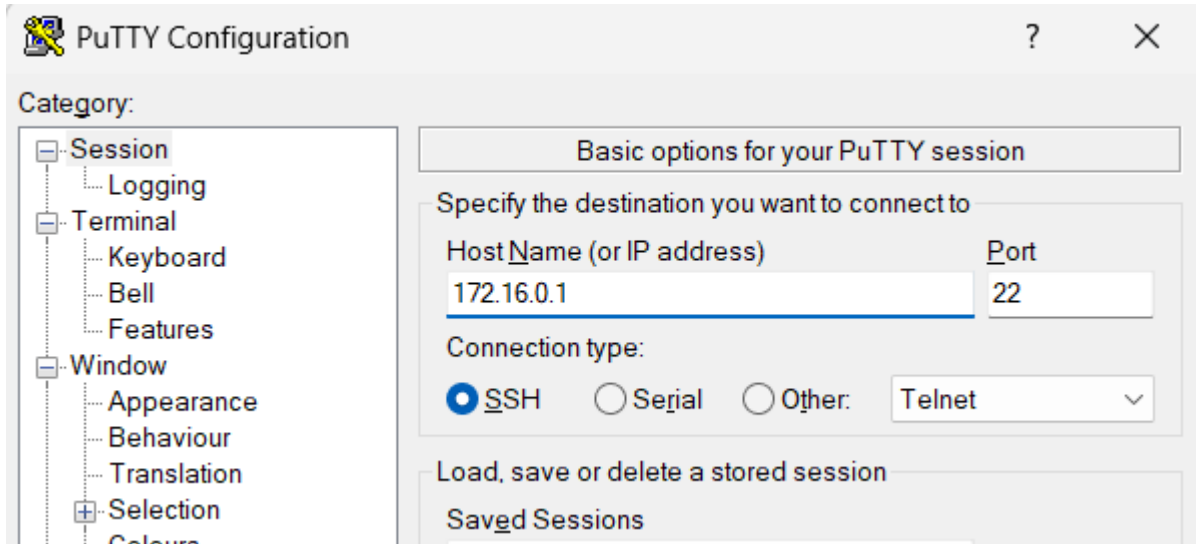 PuTTY Configuration
?
Category:
Session
Logging
Terminal
Keyboard
Bell
Features
Window
Appearance
Behaviour
Translation
Selection
Colours
Basic options for your PuTTY session
Specify the destination you want to connect to
Host Name (or IP address) Port
172.16.0.1 22
Connection type:
SSH Serial Other: Telnet
Load, save or delete a stored session
Saved Sessions